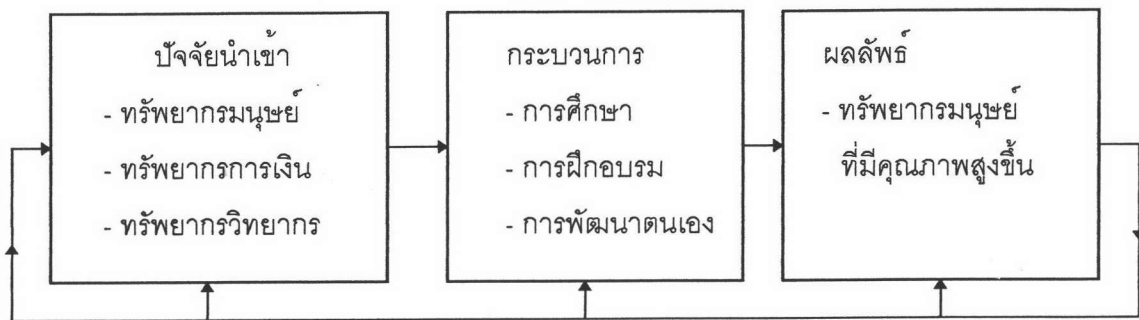 ปัจจัยนำเข้า
- ทรัพยากรมนุษย์
- ทรัพยากรการเงิน
- ทรัพยากรวิทยากร
กระบวนการ
- การศึกษา
- การฝึกอบรม
- การพัฒนาตนเอง
ผลลัพธ์
- ทรัพยากรมนุษย์
ที่มีคุณภาพสูงขึ้น